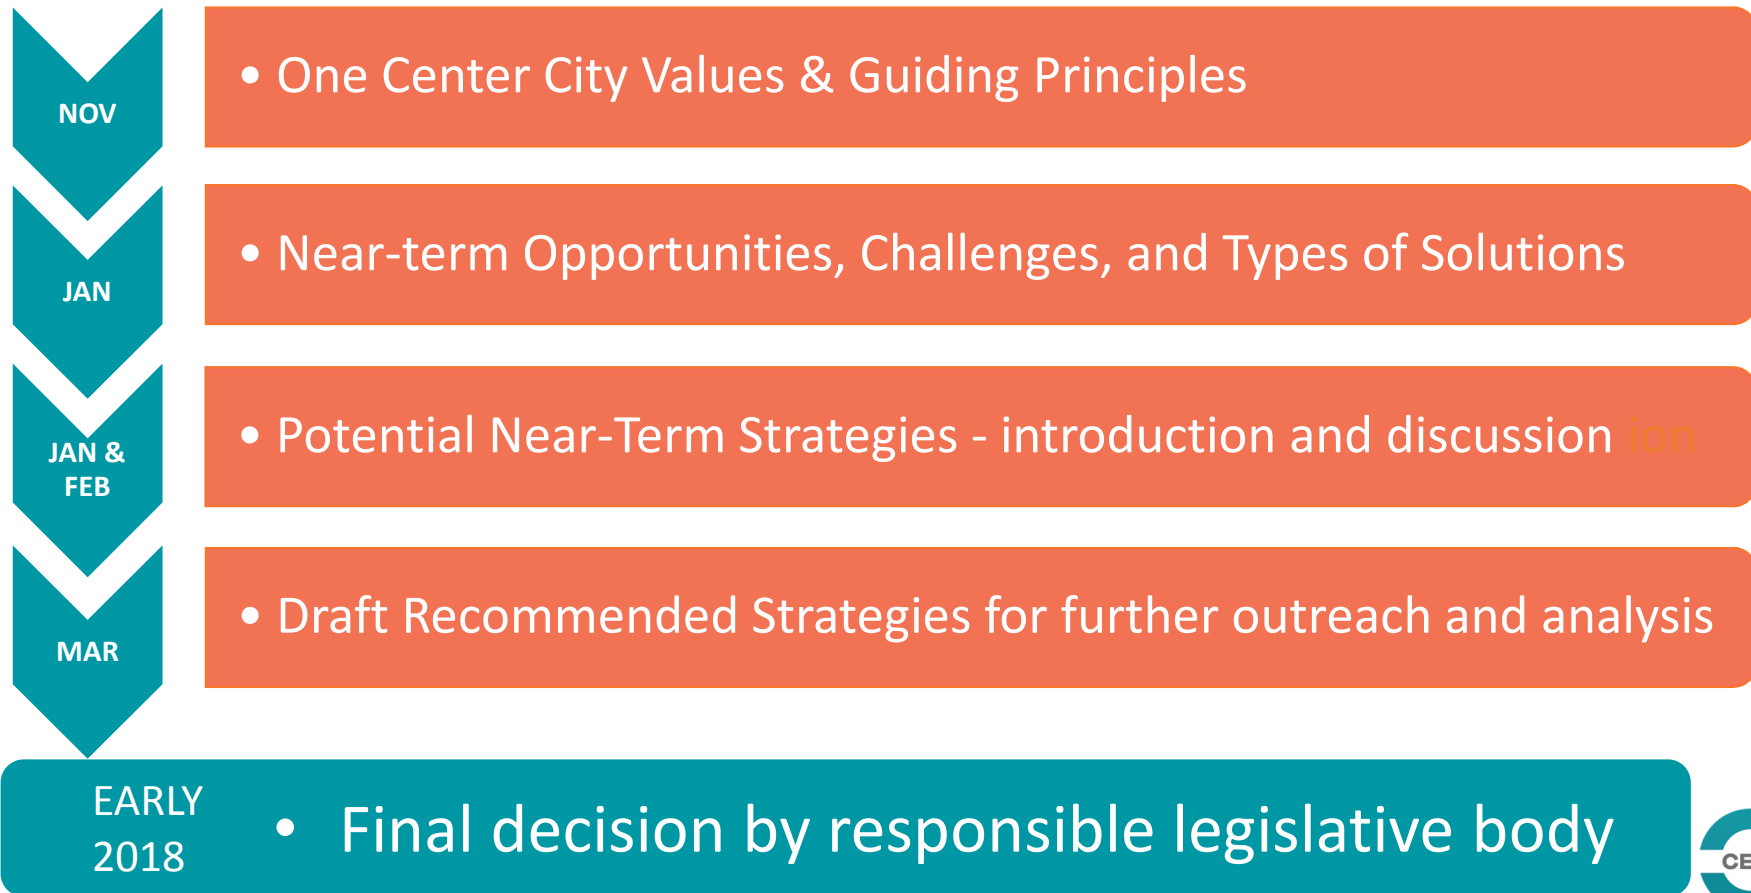 NOV
• One Center City Values & Guiding Principles
JAN
• Near-term Opportunities, Challenges, and Types of Solutions
JAN &
FEB
• Potential Near-Term Strategies - introduction and discussion ion
MAR
• Draft Recommended Strategies for further outreach and analysis
EARLY
2018
• Final decision by responsible legislative body
CE